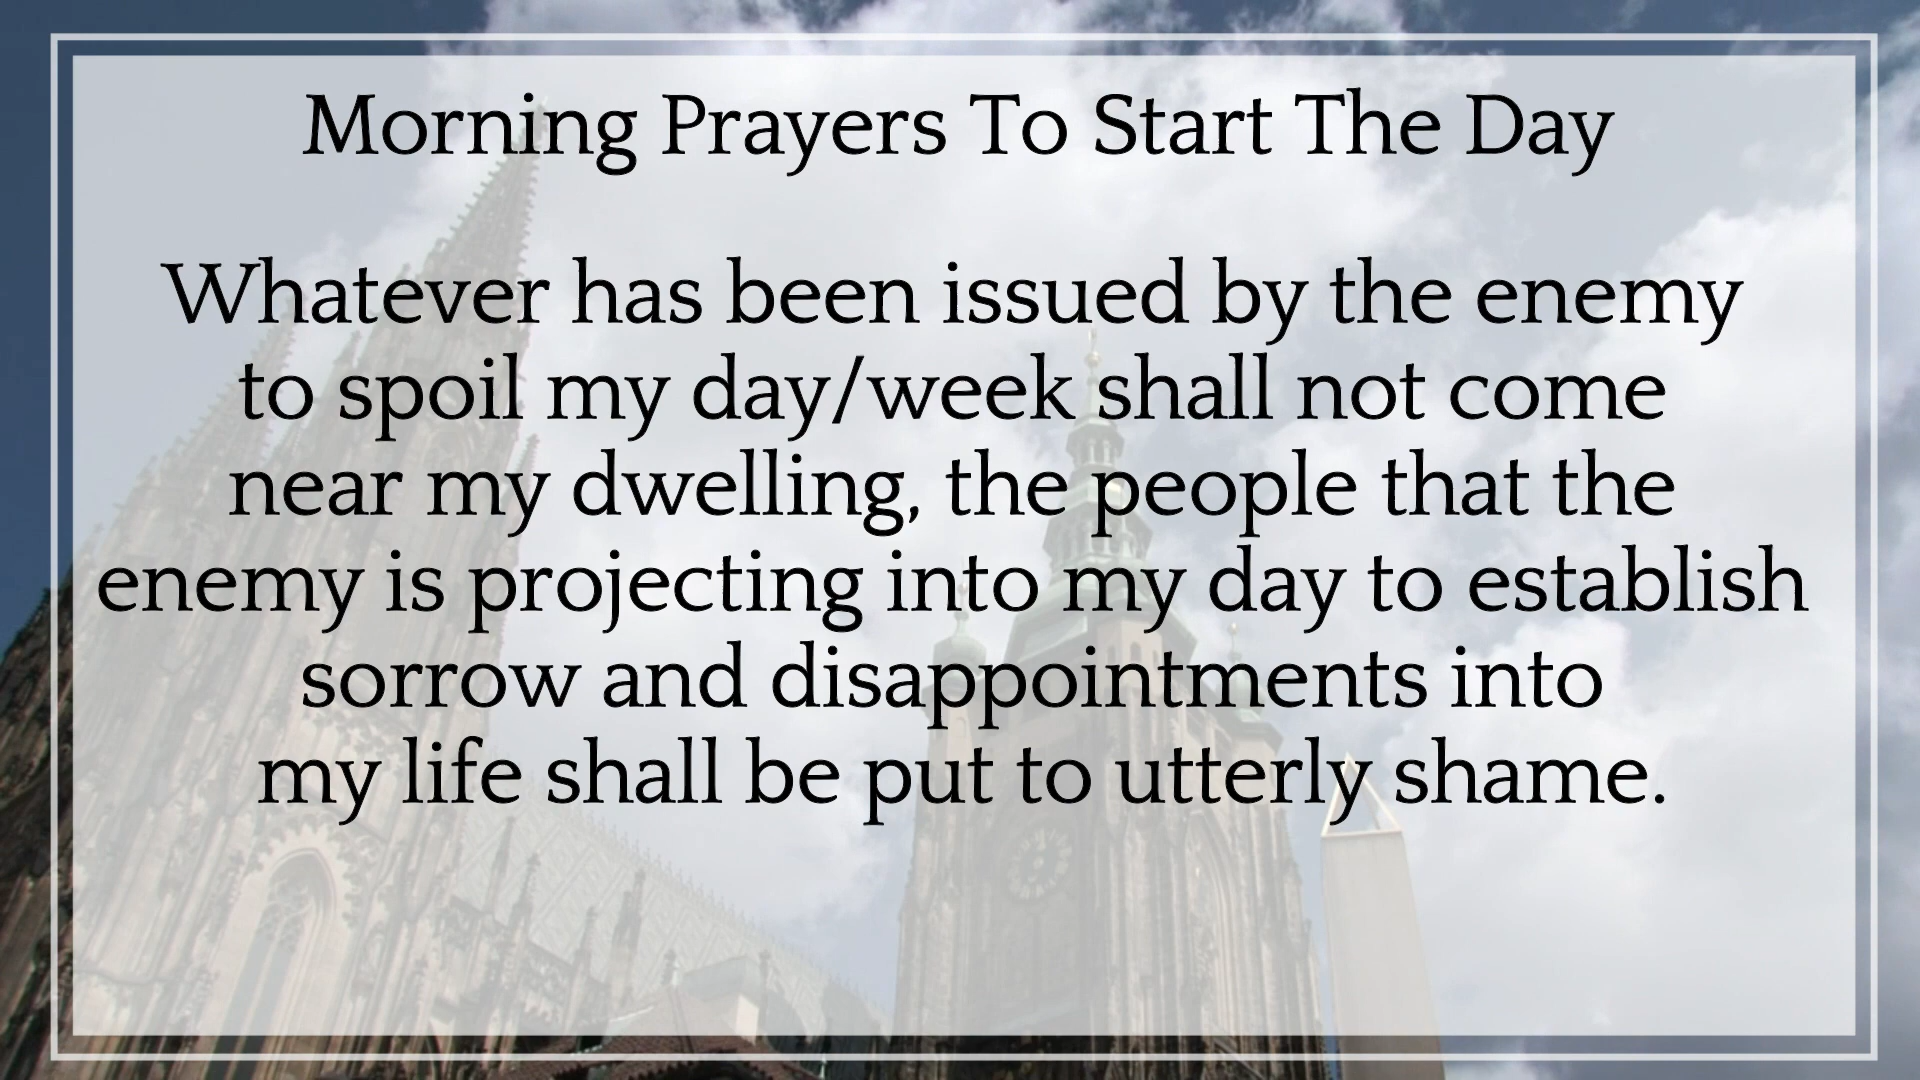 Morning Prayers To Start The Day
Whatever has been issued by the enemy
to spoil my day/week shall not come
near my dwelling, the people that the
enemy is projecting into my day to establish
sorrow and disappointments into
my life shall be put to utterly shame.